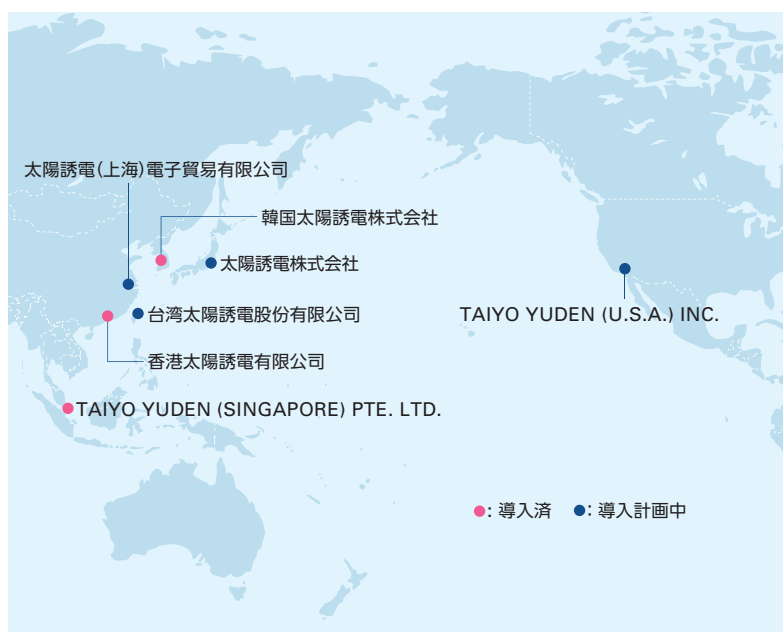 太陽誘電(上海)電子貿易有限公司
韓国太陽誘電株式会社
太陽誘電株式会社
台湾太陽誘電股份有限公司
TAIYO YUDEN (U.S.A.) INC.
香港太陽誘電有限公司
TAIYO YUDEN (SINGAPORE) PTE. LTD.
●: 導入済 ●: 導入計画中